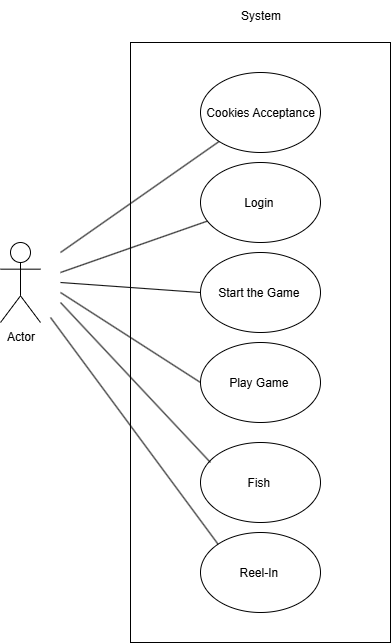 System
Cookies Acceptance
Login
Start the Game
Actor
Play Game
Fish
Reel-In